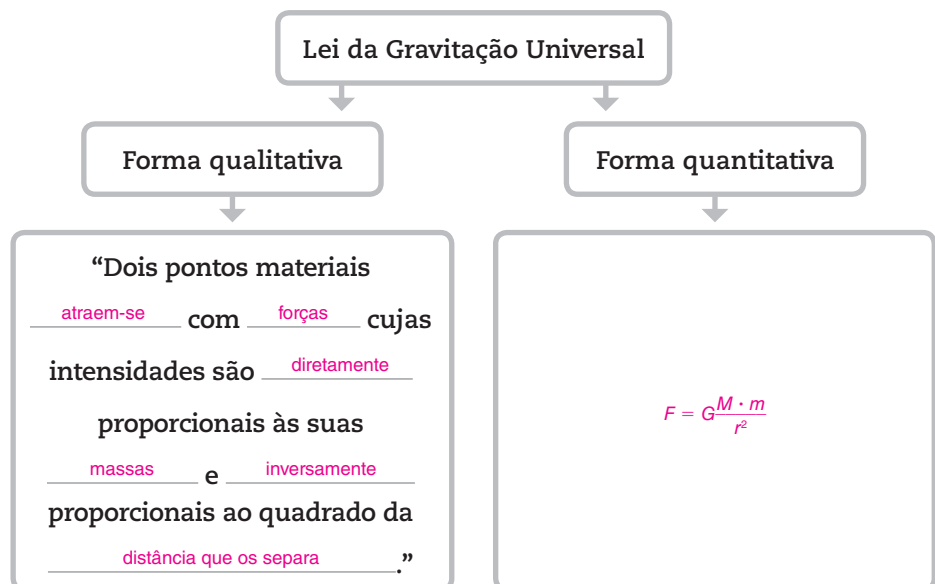 Lei da Gravitação Universal
Forma qualitativa
Forma quantitativa
“Dois pontos materiais
atraem-se com forças cujas
intensidades são diretamente
proporcionais às suas
massas e inversamente
proporcionais ao quadrado da
distância que os separa.”
F = G M · m / r²